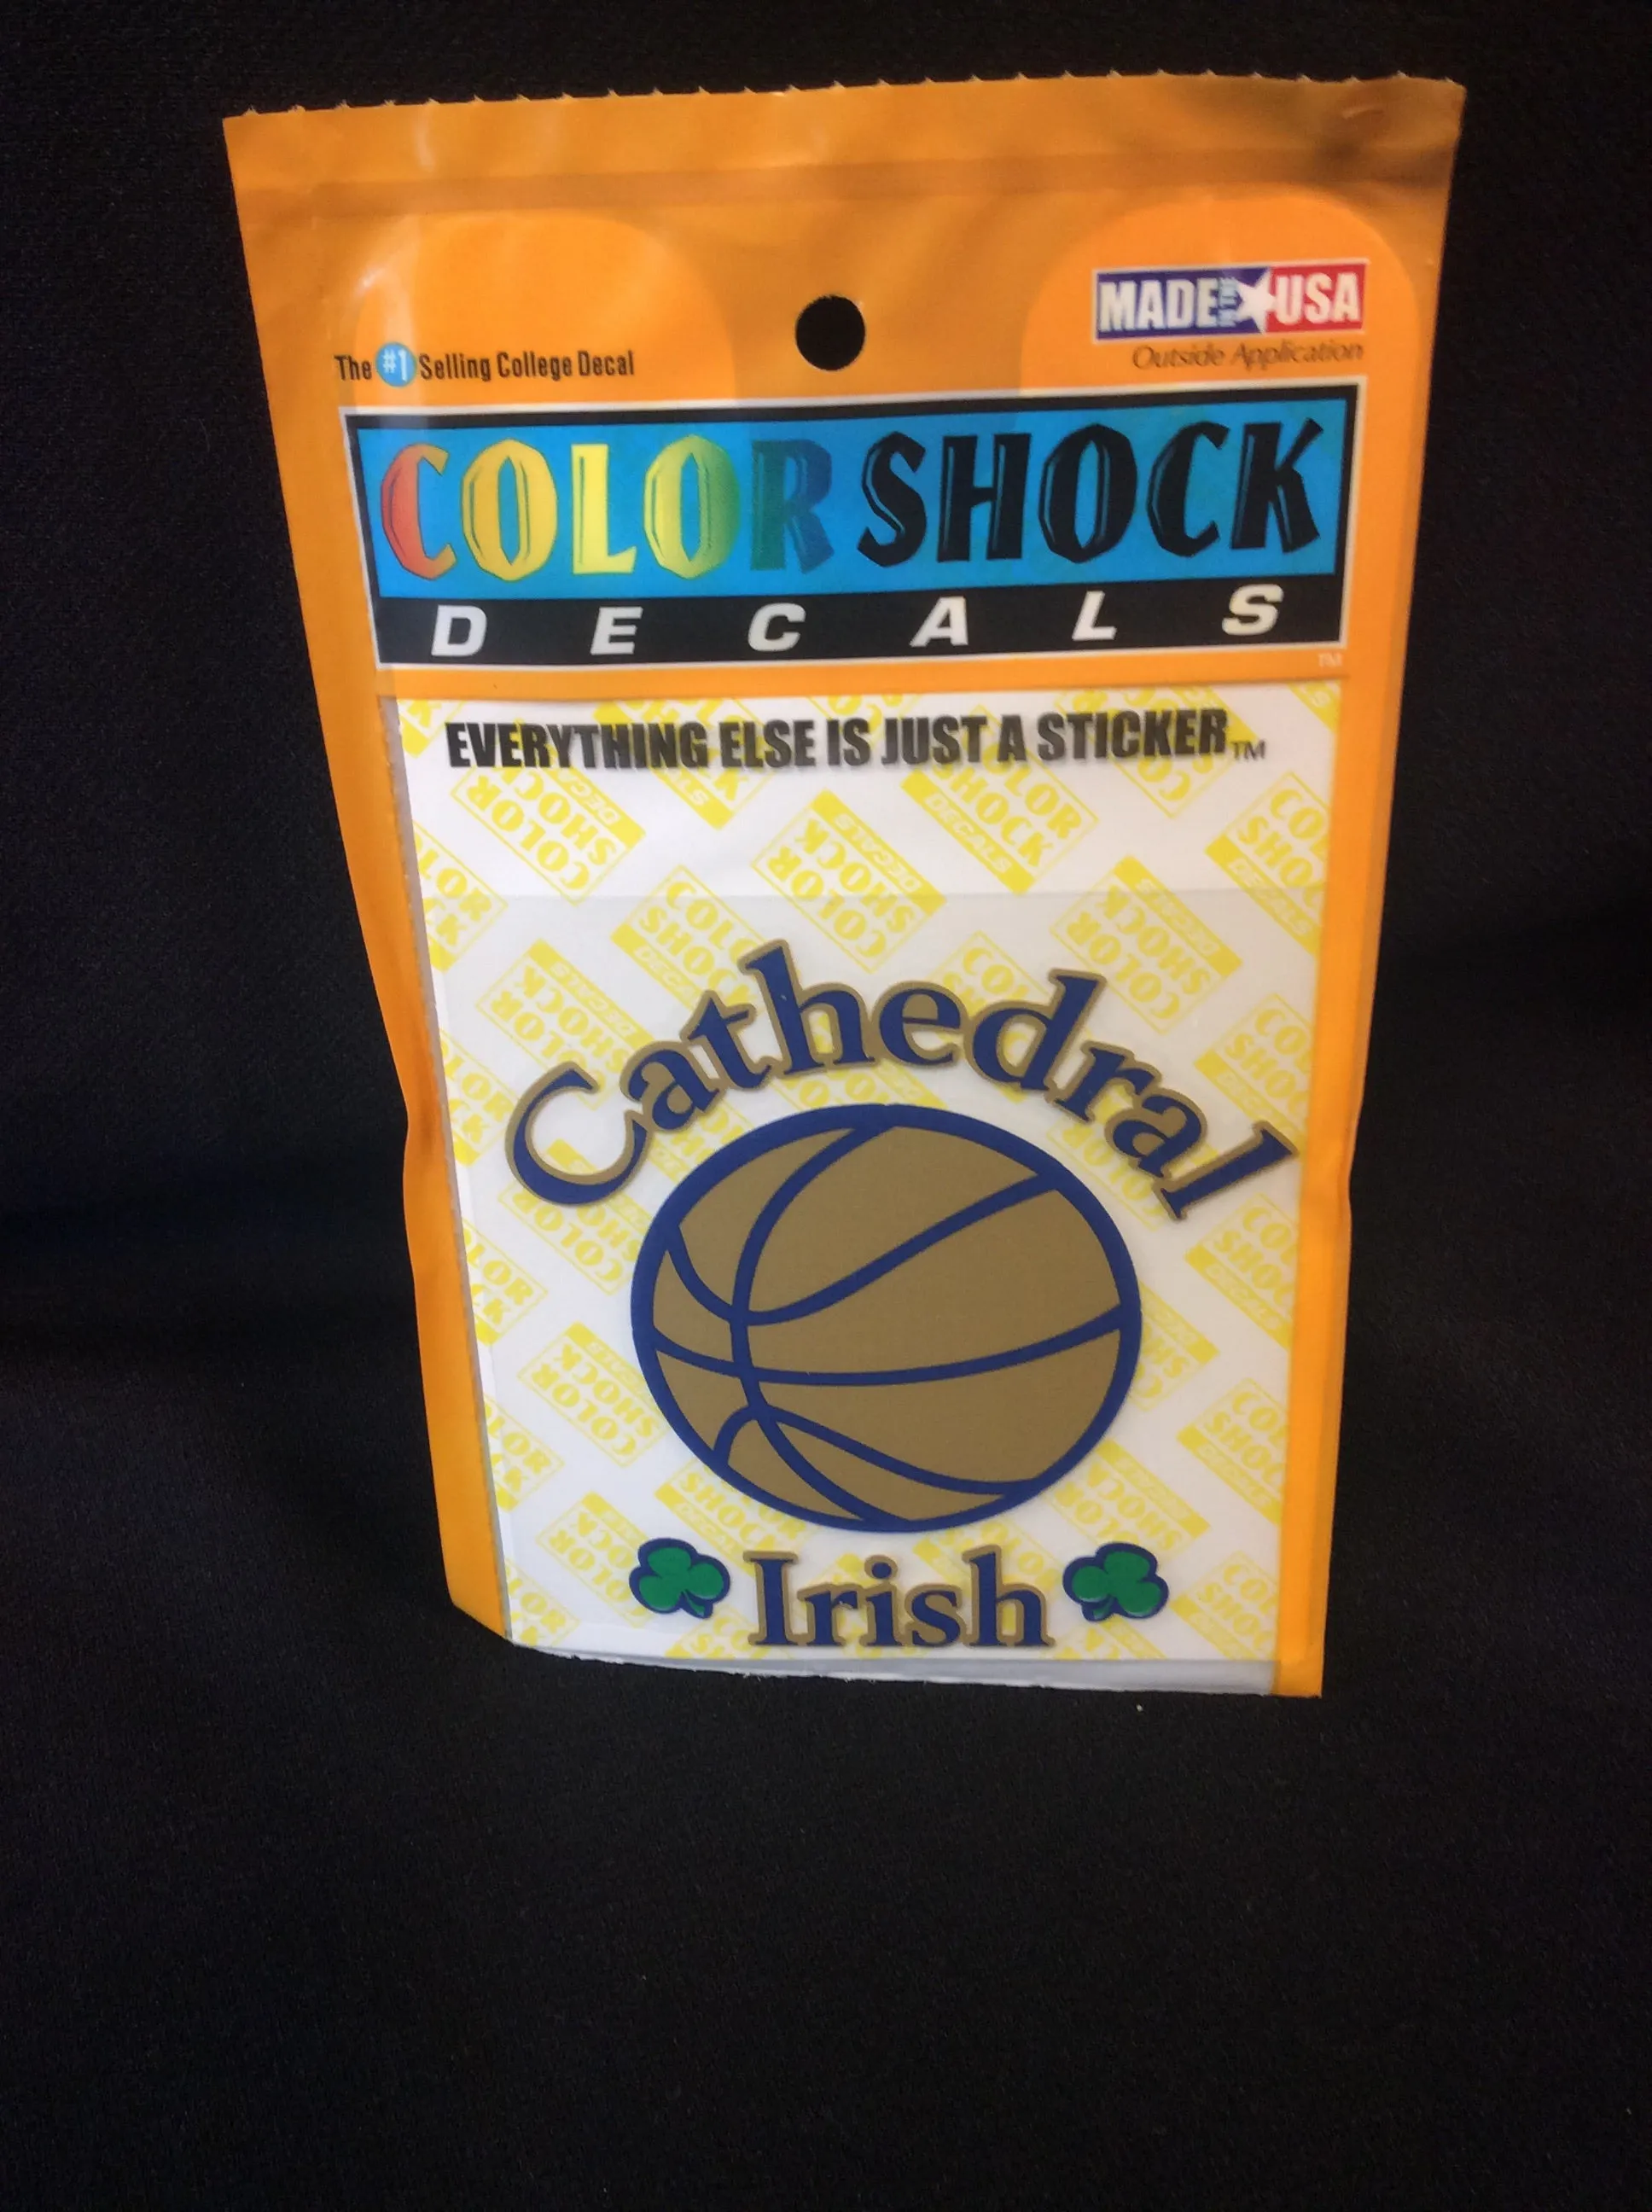 MADE IN THE USA
Outside Application
The #1 Selling College Decal
COLOR SHOCK
DECALS
TM
EVERYTHING ELSE IS JUST A STICKER TM
Cathedral
Irish